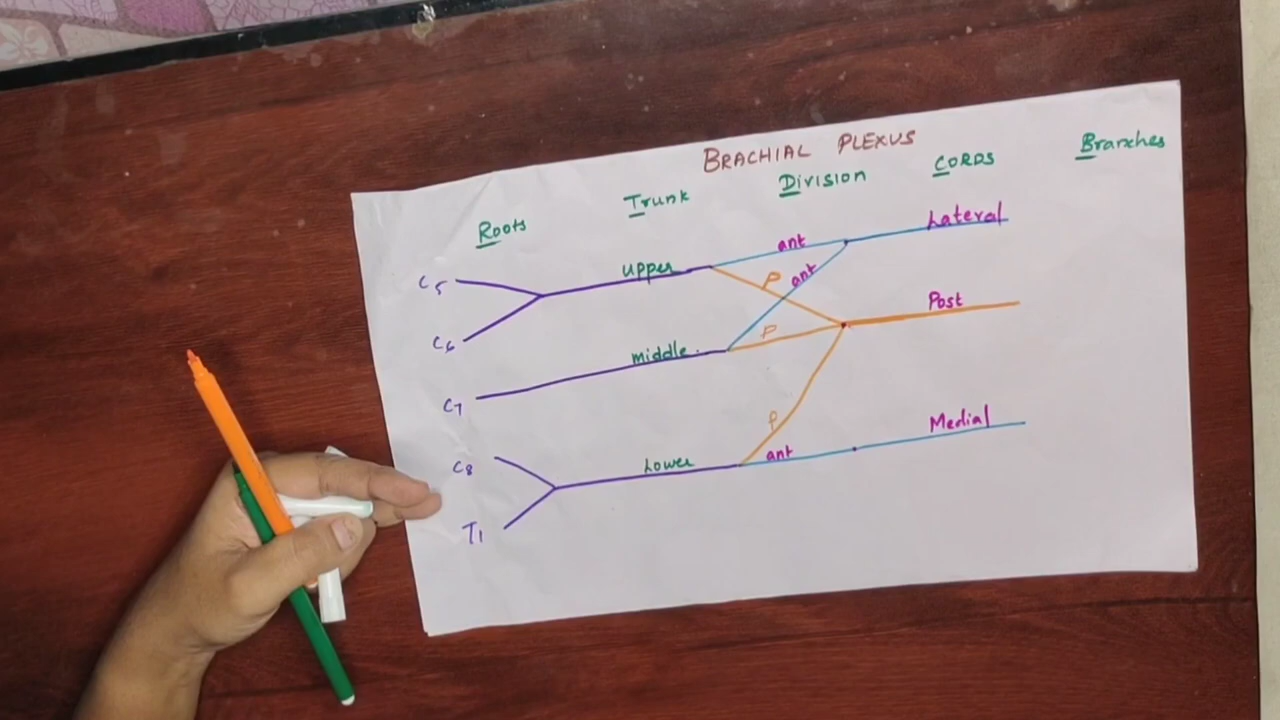 BRACHIAL PLEXUS
Roots Trunk Division CORDS Branches
C5 upper ant Lateral
P ant
C6 Post
middle. P
C7
P Medial
C8 Lower ant
T1